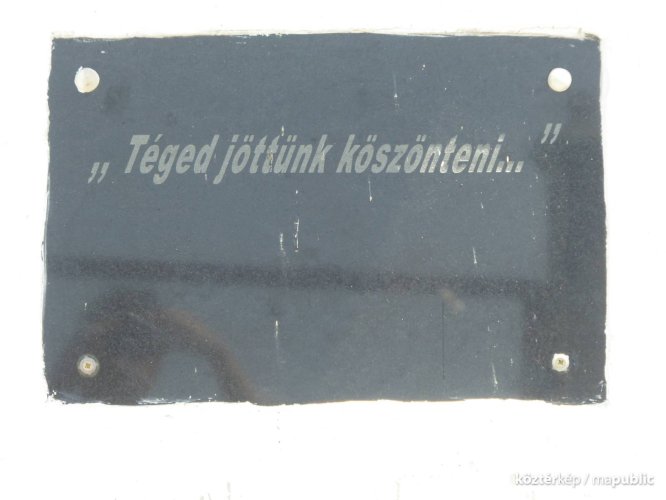 „ Téged jöttünk köszönteni... ”
köztérkép / mapublic